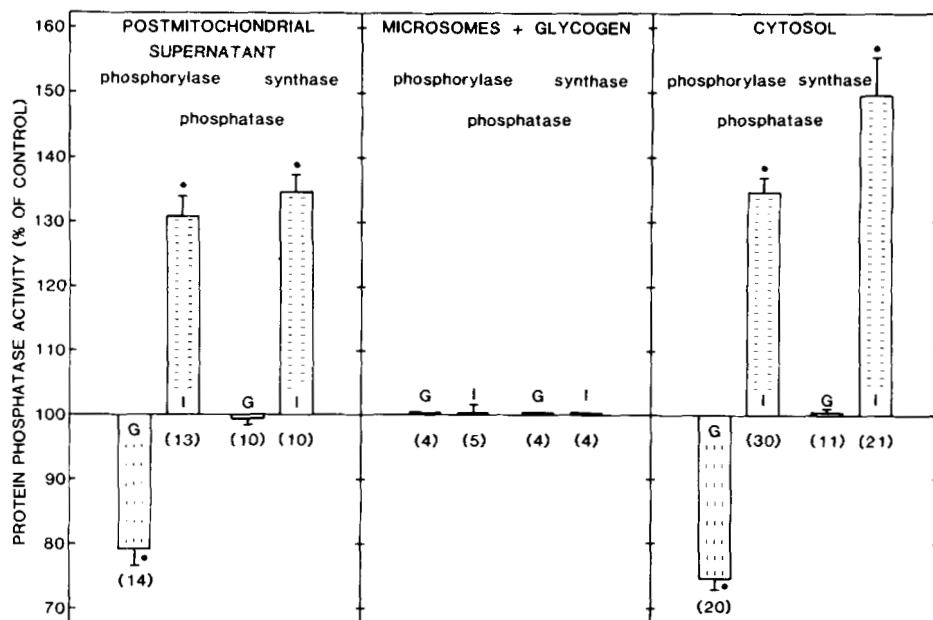 PROTEIN PHOSPHATASE ACTIVITY (% OF CONTROL)
160
150
140
130
120
110
100
90
80
70
POSTMITOCHONDRIAL
SUPERNATANT
phosphorylase synthase
phosphatase
G
I
G
I
(14)
(13)
(10)
(10)
MICROSOMES + GLYCOGEN
phosphorylase synthase
phosphatase
G I G I
(4) (5) (4) (4)
CYTOSOL
phosphorylase synthase
phosphatase
G
I
G
I
(20)
(30)
(11)
(21)